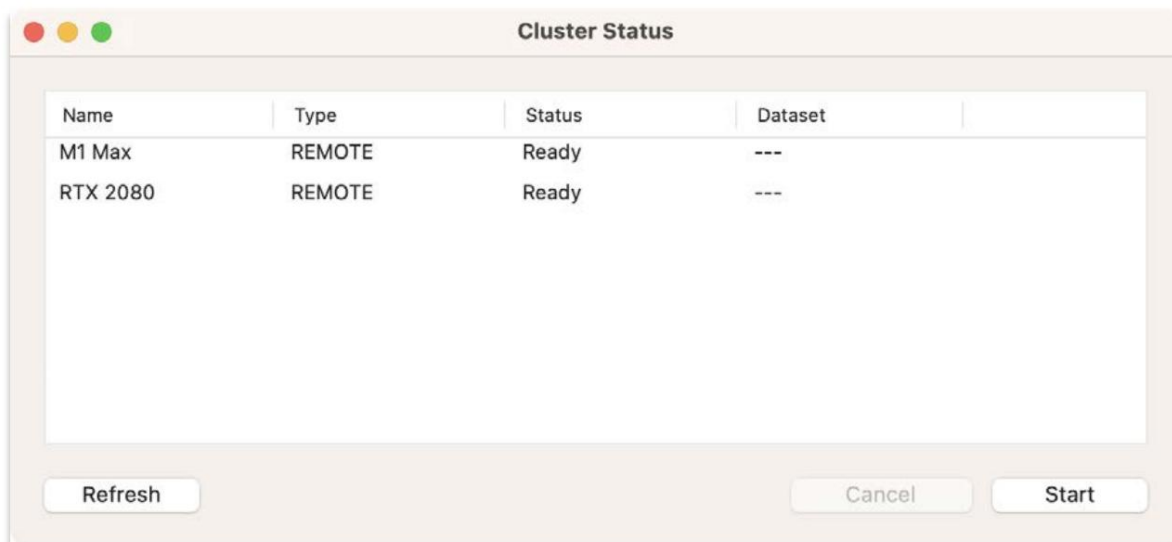 Cluster Status
Name Type Status Dataset
M1 Max REMOTE Ready ---
RTX 2080 REMOTE Ready ---
Refresh Cancel Start